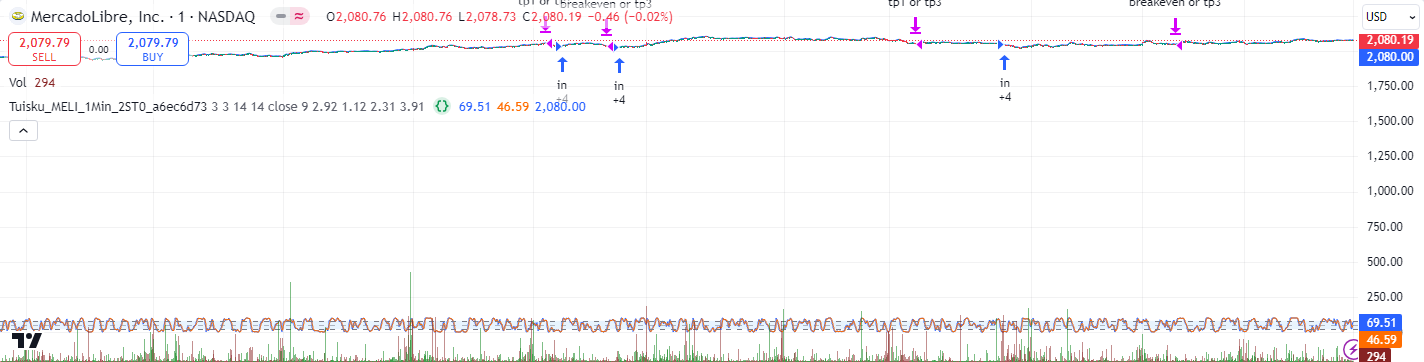 MercadoLibre, Inc. · 1 · NASDAQ O2,080.76 H2,080.76 L2,078.73 C2,080.19 −0.46 (−0.02%)
tp1 or tp3
breakeven or tp3
tp1 or tp3
breakeven or tp3
USD
2,079.79 SELL
0.00
2,079.79 BUY
2,080.19
2,080.00
Vol 294
in
+4
in
+4
in
+4
1,750.00
Tuisku_MELI_1Min_2ST0_a6ec6d73 3 3 14 14 close 9 2.92 1.12 2.31 3.91 {} 69.51 46.59 2,080.00
1,500.00
1,250.00
1,000.00
750.00
500.00
250.00
69.51
46.59
294